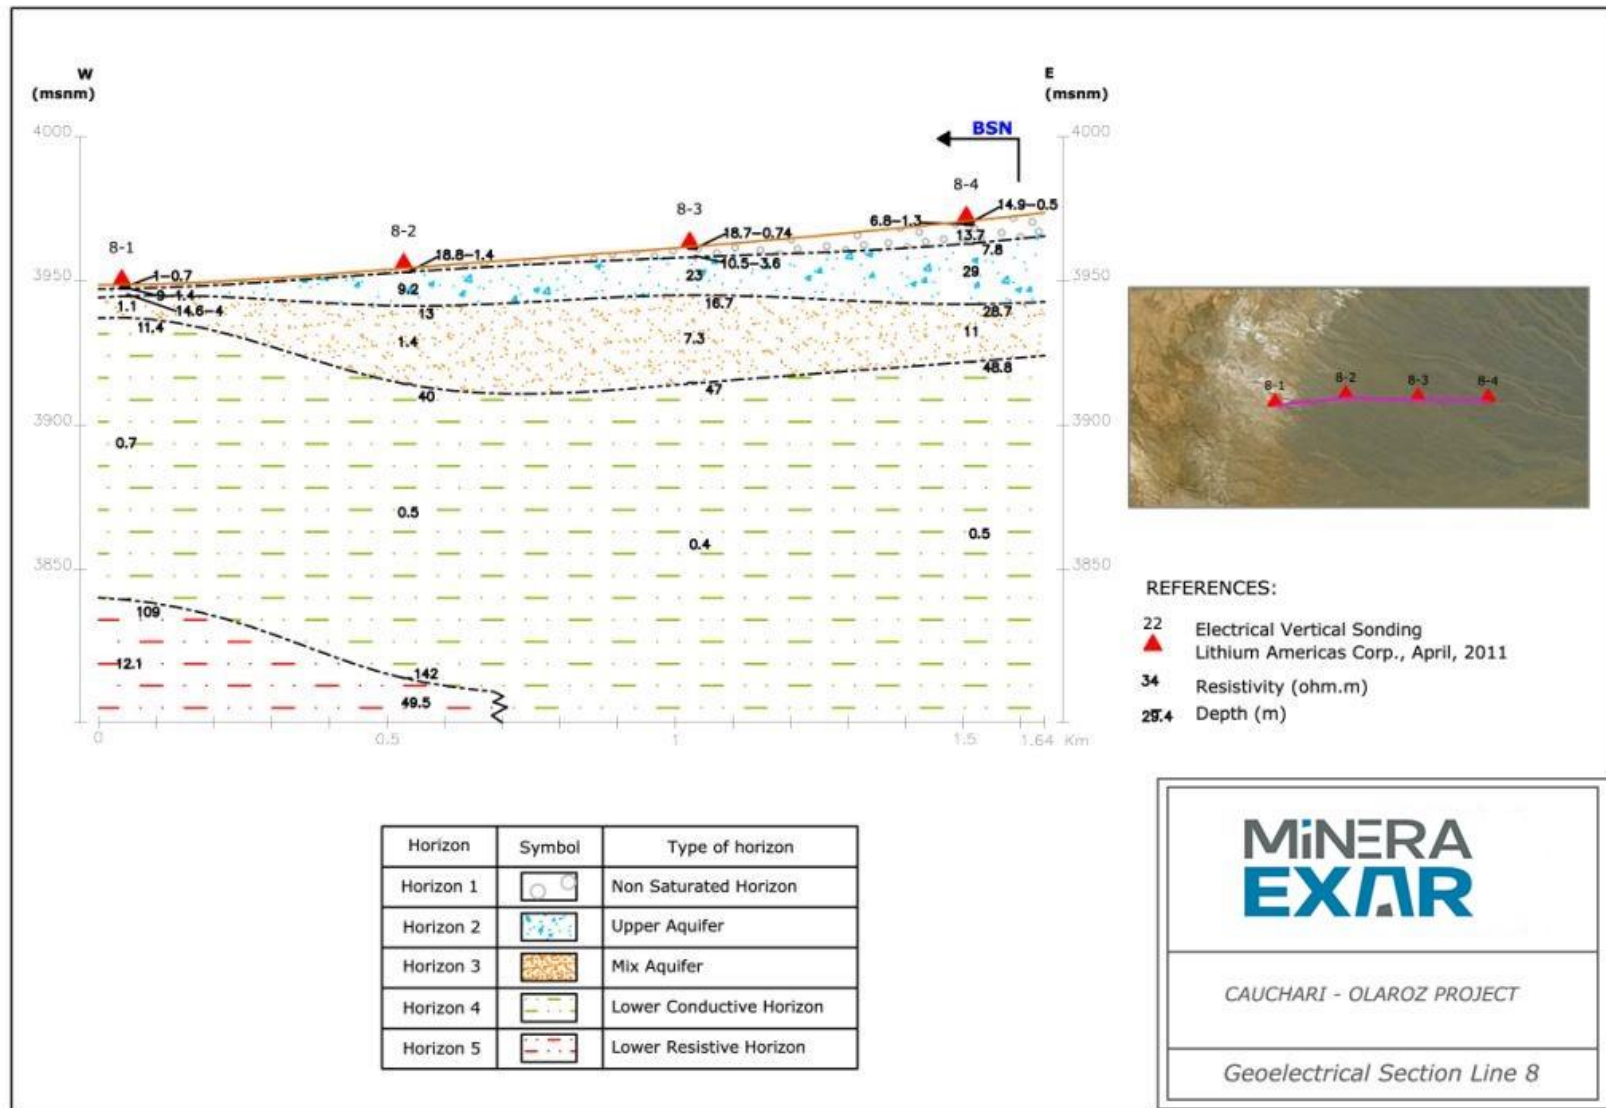 W
(msnm)
E
(msnm)
4000
4000
BSN
8-4
14.9-0.5
6.8-1.3
8-3
18.7-0.74
13.7
8-2
7.8
8-1
18.8-1.4
10.5-3.6
3950
1-0.7
23
29
3950
9-1.4
9.2
1.1
14.6-4
13
16.7
28.7
11.4
1.4
7.3
11
48.8
40
47
3900
3900
0.7
0.5
0.4
0.5
3850
3850
109
12.1
142
49.5
0
0.5
1
1.5
1.64 Km
8-1
8-2
8-3
8-4
REFERENCES:
22
Electrical Vertical Sonding
Lithium Americas Corp., April, 2011
34
Resistivity (ohm.m)
29.4
Depth (m)
Horizon Symbol Type of horizon
Horizon 1 Non Saturated Horizon
Horizon 2 Upper Aquifer
Horizon 3 Mix Aquifer
Horizon 4 Lower Conductive Horizon
Horizon 5 Lower Resistive Horizon
MiNERA
EXAR
CAUCHARI - OLAROZ PROJECT
Geoelectrical Section Line 8